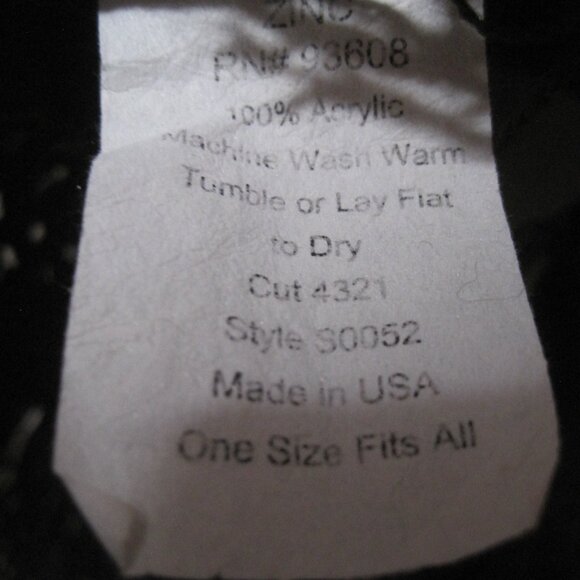 ZINC
RN# 93608
100% Acrylic
Machine Wash Warm
Tumble or Lay Flat
to Dry
Cut 4321
Style S0052
Made in USA
One Size Fits All